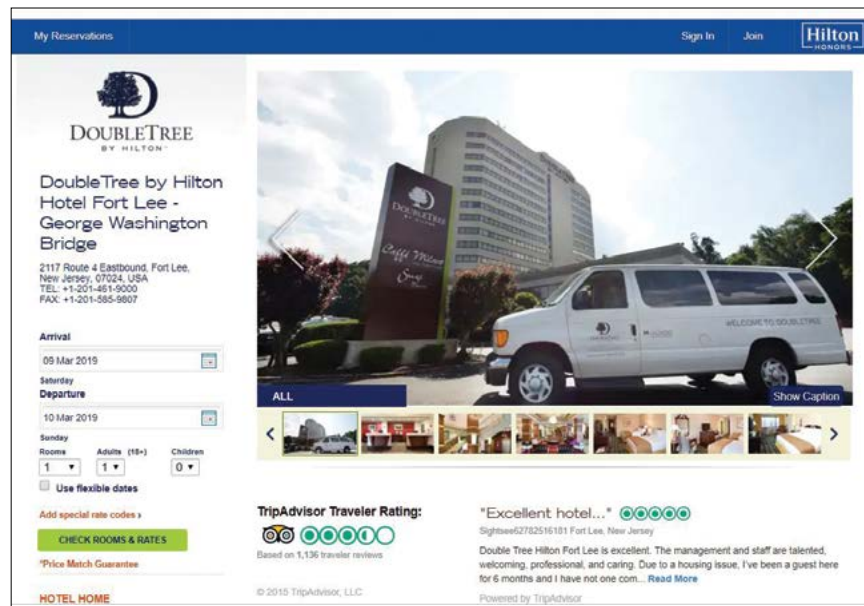 My Reservations
Sign In
Join
Hilton
HONORS
DOUBLETREE
BY HILTON™
DoubleTree by Hilton
Hotel Fort Lee -
George Washington
Bridge
2117 Route 4 Eastbound, Fort Lee,
New Jersey, 07024, USA
TEL: +1-201-461-9000
FAX: +1-201-585-9807
Arrival
09 Mar 2019
Saturday
Departure
10 Mar 2019
Sunday
Rooms Adults (18+) Children
1 1 0
Use flexible dates
Add special rate codes ›
CHECK ROOMS & RATES
*Price Match Guarantee
HOTEL HOME
DOUBLETREE
BY HILTON
Caffé Milano
WELCOME TO DOUBLETREE
ALL
Show Caption
TripAdvisor Traveler Rating:
Based on 1,136 traveler reviews
© 2015 TripAdvisor, LLC
"Excellent hotel..."
Sightsee62782516181 Fort Lee, New Jersey
Double Tree Hilton Fort Lee is excellent. The management and staff are talented,
welcoming, professional, and caring. Due to a housing issue, I've been a guest here
for 6 months and I have not one com... Read More
Powered by TripAdvisor